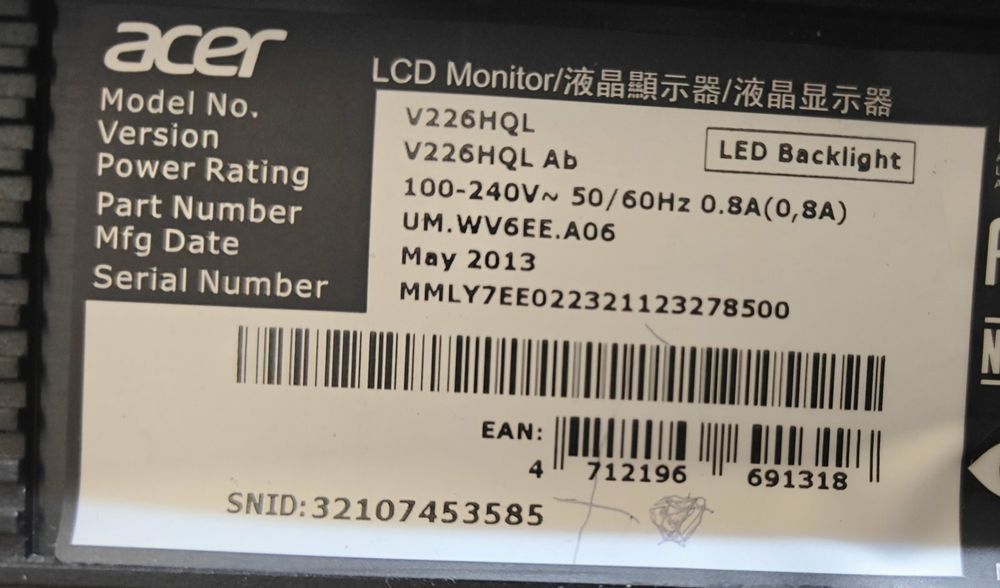 acer
LCD Monitor/液晶顯示器/液晶显示器
Model No. V226HQL
LED Backlight
Version V226HQL Ab
Power Rating 100-240V~ 50/60Hz 0.8A(0,8A)
Part Number UM.WV6EE.A06
Mfg Date May 2013
Serial Number MMLY7EE022321123278500
EAN:
4 712196 691318
SNID:32107453585